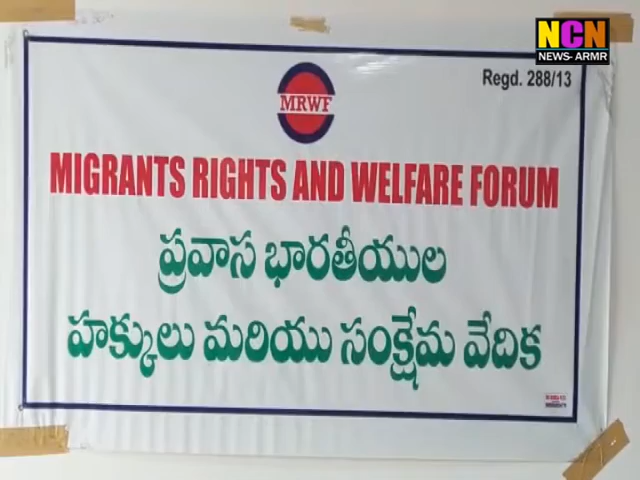 NCN
NEWS- ARMR
Regd. 288/13
MRWF
MIGRANTS RIGHTS AND WELFARE FORUM
ప్రవాస భారతీయుల
హక్కులు మరియు సంక్షేమ వేదిక